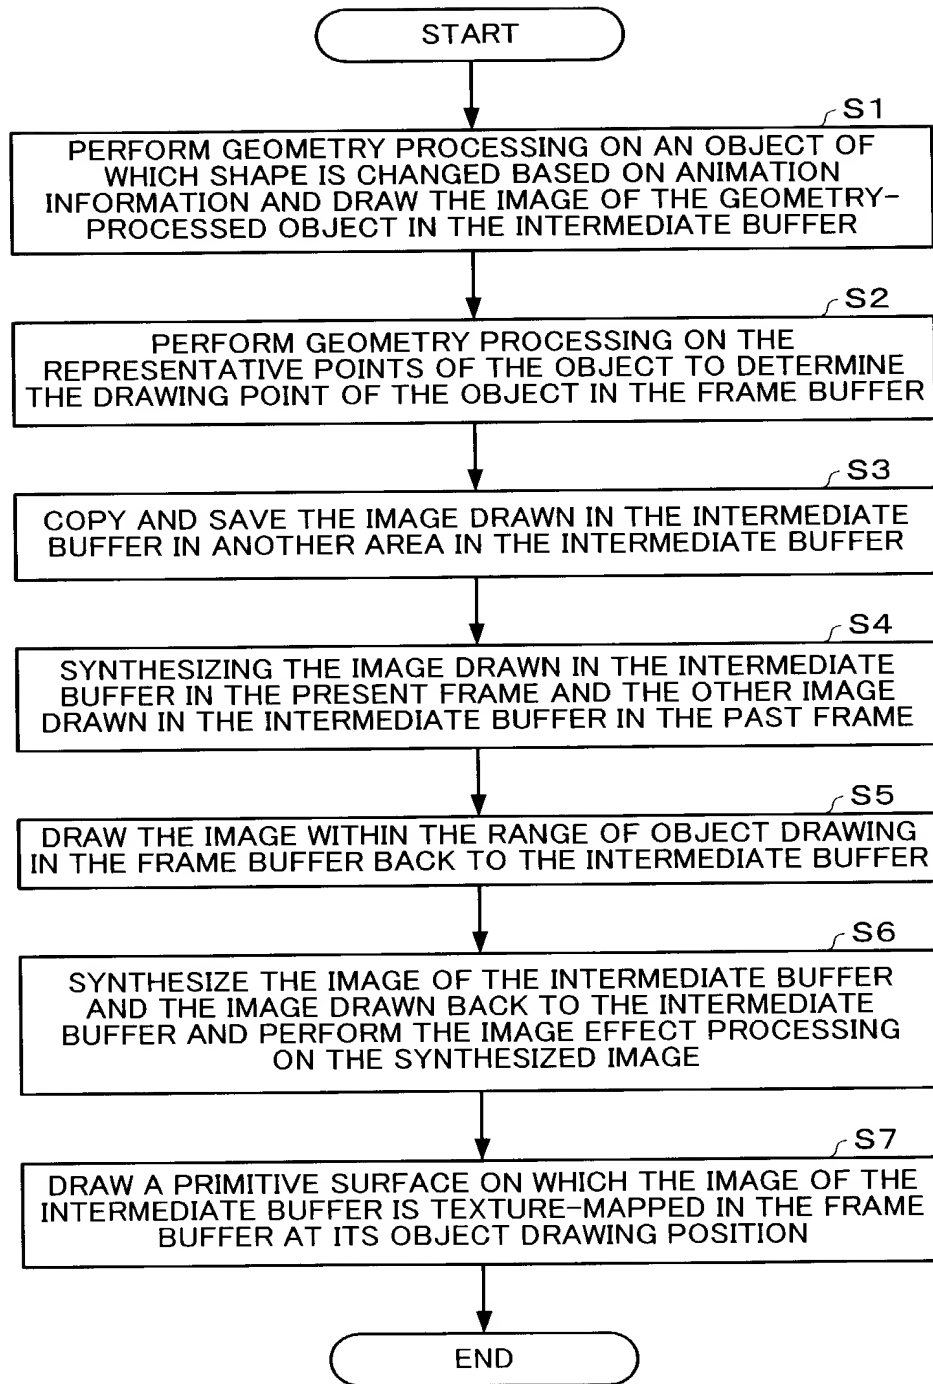 START
S1
PERFORM GEOMETRY PROCESSING ON AN OBJECT OF
WHICH SHAPE IS CHANGED BASED ON ANIMATION
INFORMATION AND DRAW THE IMAGE OF THE GEOMETRY-
PROCESSED OBJECT IN THE INTERMEDIATE BUFFER
S2
PERFORM GEOMETRY PROCESSING ON THE
REPRESENTATIVE POINTS OF THE OBJECT TO DETERMINE
THE DRAWING POINT OF THE OBJECT IN THE FRAME BUFFER
S3
COPY AND SAVE THE IMAGE DRAWN IN THE INTERMEDIATE
BUFFER IN ANOTHER AREA IN THE INTERMEDIATE BUFFER
S4
SYNTHESIZING THE IMAGE DRAWN IN THE INTERMEDIATE
BUFFER IN THE PRESENT FRAME AND THE OTHER IMAGE
DRAWN IN THE INTERMEDIATE BUFFER IN THE PAST FRAME
S5
DRAW THE IMAGE WITHIN THE RANGE OF OBJECT DRAWING
IN THE FRAME BUFFER BACK TO THE INTERMEDIATE BUFFER
S6
SYNTHESIZE THE IMAGE OF THE INTERMEDIATE BUFFER
AND THE IMAGE DRAWN BACK TO THE INTERMEDIATE
BUFFER AND PERFORM THE IMAGE EFFECT PROCESSING
ON THE SYNTHESIZED IMAGE
S7
DRAW A PRIMITIVE SURFACE ON WHICH THE IMAGE OF THE
INTERMEDIATE BUFFER IS TEXTURE-MAPPED IN THE FRAME
BUFFER AT ITS OBJECT DRAWING POSITION
END